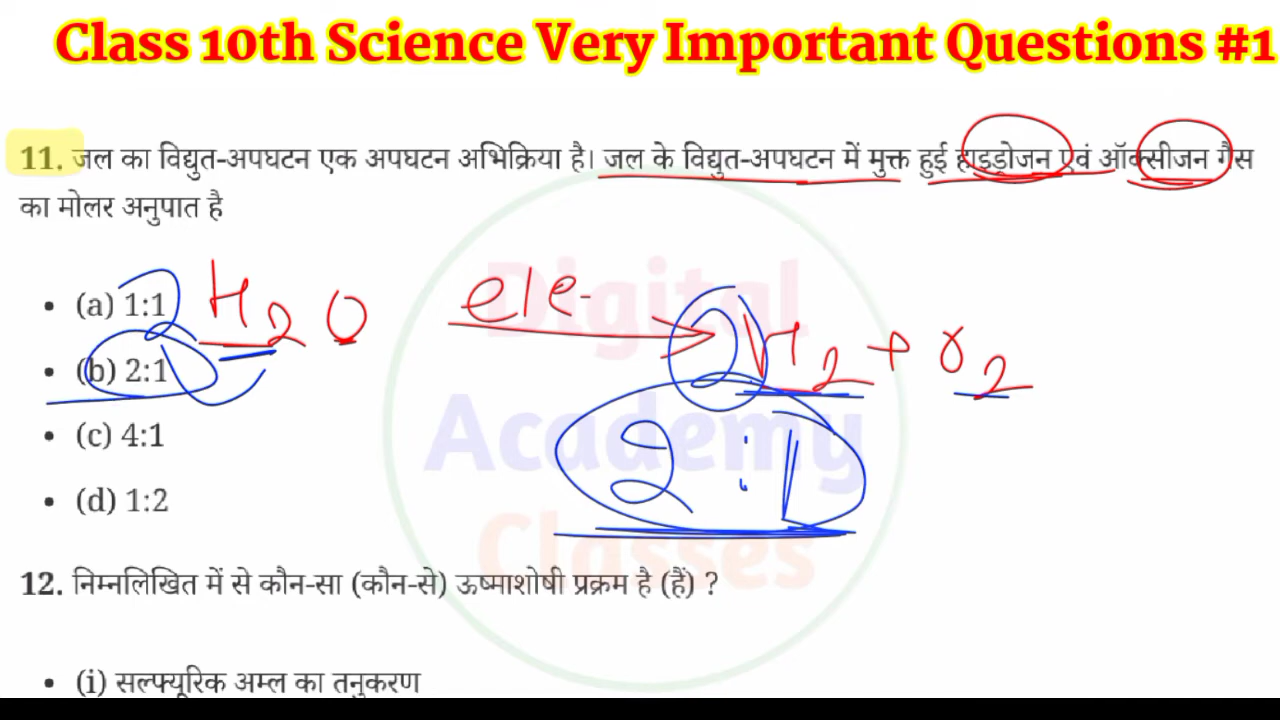 Class 10th Science Very Important Questions #1
11. जल का विद्युत-अपघटन एक अपघटन अभिक्रिया है। जल के विद्युत-अपघटन में मुक्त हुई हाइड्रोजन एवं ऑक्सीजन गैस
का मोलर अनुपात है
• (a) 1:1
2H₂O ele- 2H₂ + O₂
• (b) 2:1
• (c) 4:1
2:1
• (d) 1:2
Digital
Academy
Classes
12. निम्नलिखित में से कौन-सा (कौन-से) ऊष्माशोषी प्रक्रम है (हैं) ?
• (i) सल्फ्यूरिक अम्ल का तनुकरण